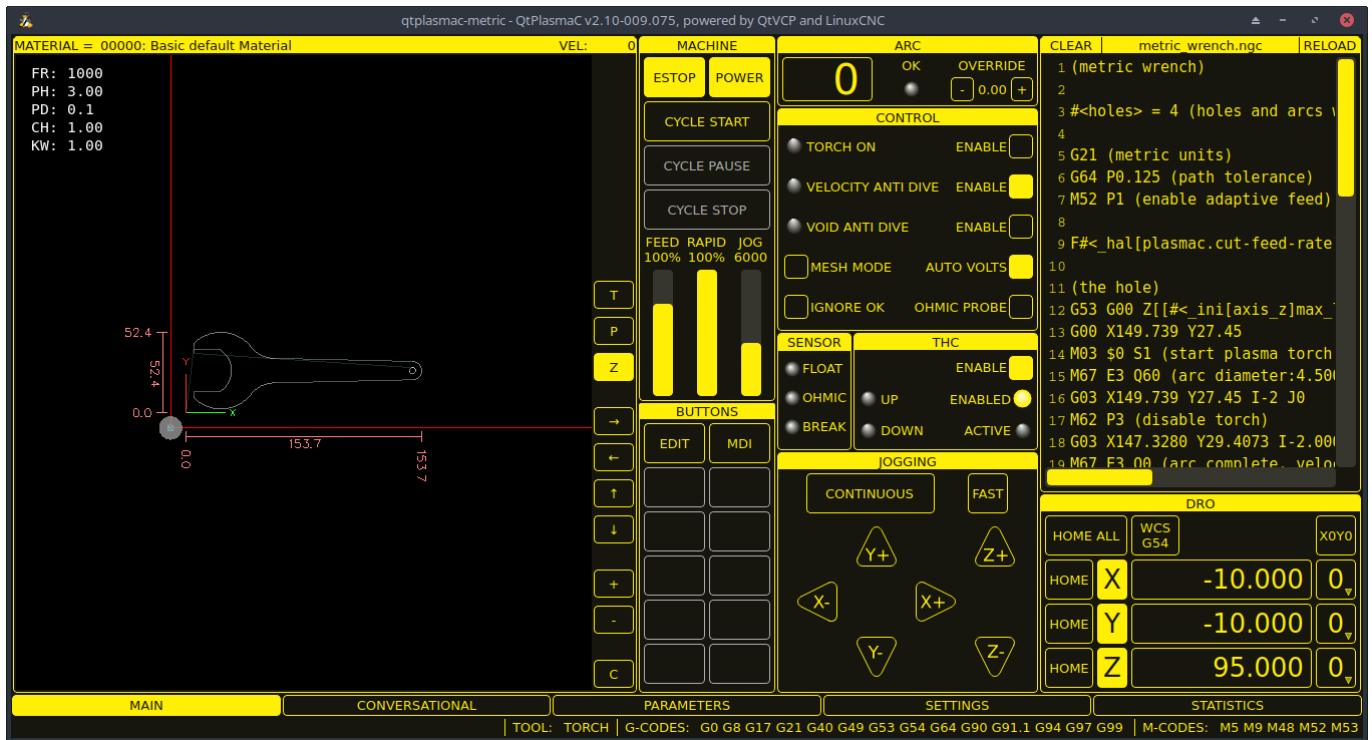 qtplasmac-metric - QtPlasmaC v2.10-009.075, powered by QtVCP and LinuxCNC
MATERIAL = 00000: Basic default Material VEL: 0
FR: 1000
PH: 3.00
PD: 0.1
CH: 1.00
KW: 1.00
52.4
52.4
0.0
Y
X
153.7
0.0
153.7
T
P
Z
→
←
↑
↓
+
-
C
MACHINE
ESTOP POWER
CYCLE START
CYCLE PAUSE
CYCLE STOP
FEED RAPID JOG
100% 100% 6000
BUTTONS
EDIT MDI
ARC
0 OK OVERRIDE
- 0.00 +
CONTROL
TORCH ON ENABLE
VELOCITY ANTI DIVE ENABLE
VOID ANTI DIVE ENABLE
MESH MODE AUTO VOLTS
IGNORE OK OHMIC PROBE
SENSOR
FLOAT
OHMIC
BREAK
THC
ENABLE
UP ENABLED
DOWN ACTIVE
JOGGING
CONTINUOUS FAST
Y+ Z+
X- X+
Y- Z-
CLEAR metric_wrench.ngc RELOAD
1 (metric wrench)
2
3 #<holes> = 4 (holes and arcs
4
5 G21 (metric units)
6 G64 P0.125 (path tolerance)
7 M52 P1 (enable adaptive feed)
8
9 F#<_hal[plasmac.cut-feed-rate
10
11 (the hole)
12 G53 G00 Z[[#<_ini[axis_z]max_
13 G00 X149.739 Y27.45
14 M03 $0 S1 (start plasma torch
15 M67 E3 Q60 (arc diameter:4.500
16 G03 X149.739 Y27.45 I-2 J0
17 M62 P3 (disable torch)
18 G03 X147.3280 Y29.4073 I-2.000
19 M67 E3 Q0 (arc complete, velo
DRO
HOME ALL WCS G54 X0Y0
HOME X -10.000 0
HOME Y -10.000 0
HOME Z 95.000 0
MAIN CONVERSATIONAL PARAMETERS SETTINGS STATISTICS
TOOL: TORCH G-CODES: G0 G8 G17 G21 G40 G49 G53 G54 G64 G90 G91.1 G94 G97 G99 M-CODES: M5 M9 M48 M52 M53